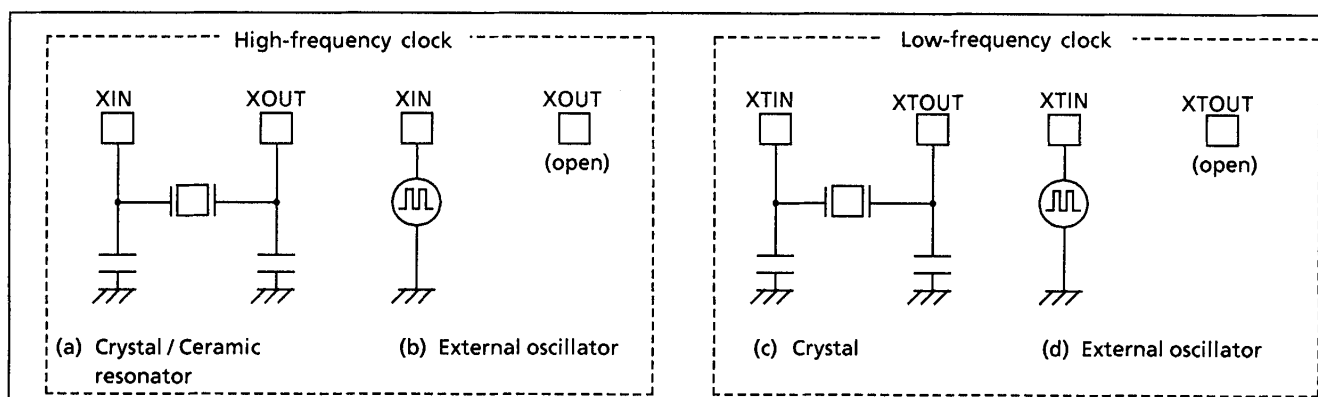 High-frequency clock
XIN
XOUT
XIN
XOUT
(open)
(a) Crystal / Ceramic
resonator
(b) External oscillator
Low-frequency clock
XTIN
XTOUT
XTIN
XTOUT
(open)
(c) Crystal
(d) External oscillator